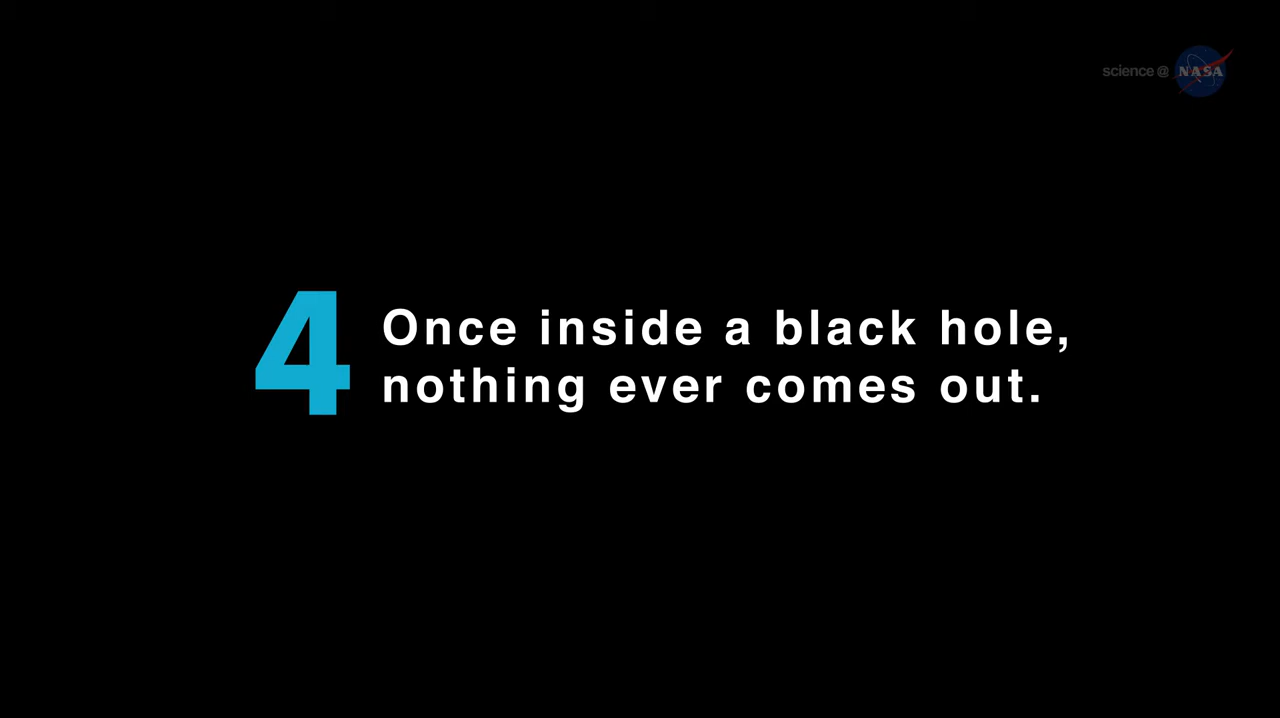 science@ NASA
4 Once inside a black hole,
nothing ever comes out.